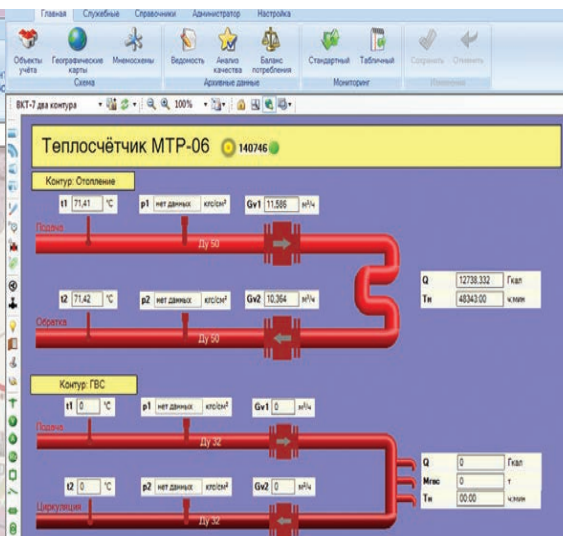 Главная Служебные Справочники Администратор Настройка
Объекты учёта Географические карты Мнемосхемы Ведомость Анализ качества Баланс потребления Стандартный Табличный Сохранить Отменить
Схема Архивные данные Мониторинг Изменения
ВКТ-7 два контура 100%
Теплосчётчик МТР-06 140746
Контур: Отопление
t1 71,41 °C p1 нет данных кгс/см² Gv1 11,586 м³/ч
Подача
Ду 50
Q 12738,332 Гкал
t2 71,42 °C p2 нет данных кгс/см² Gv2 10,364 м³/ч
Тн 48343:00 ч:мин
Обратка
Ду 50
Контур: ГВС
t1 0 °C p1 нет данных кгс/см² Gv1 0 м³/ч
Подача
Ду 32
Q 0 Гкал
Mгвс 0 т
t2 0 °C p2 нет данных кгс/см² Gv2 0 м³/ч
Тн 00:00 ч:мин
Циркуляция
Ду 32